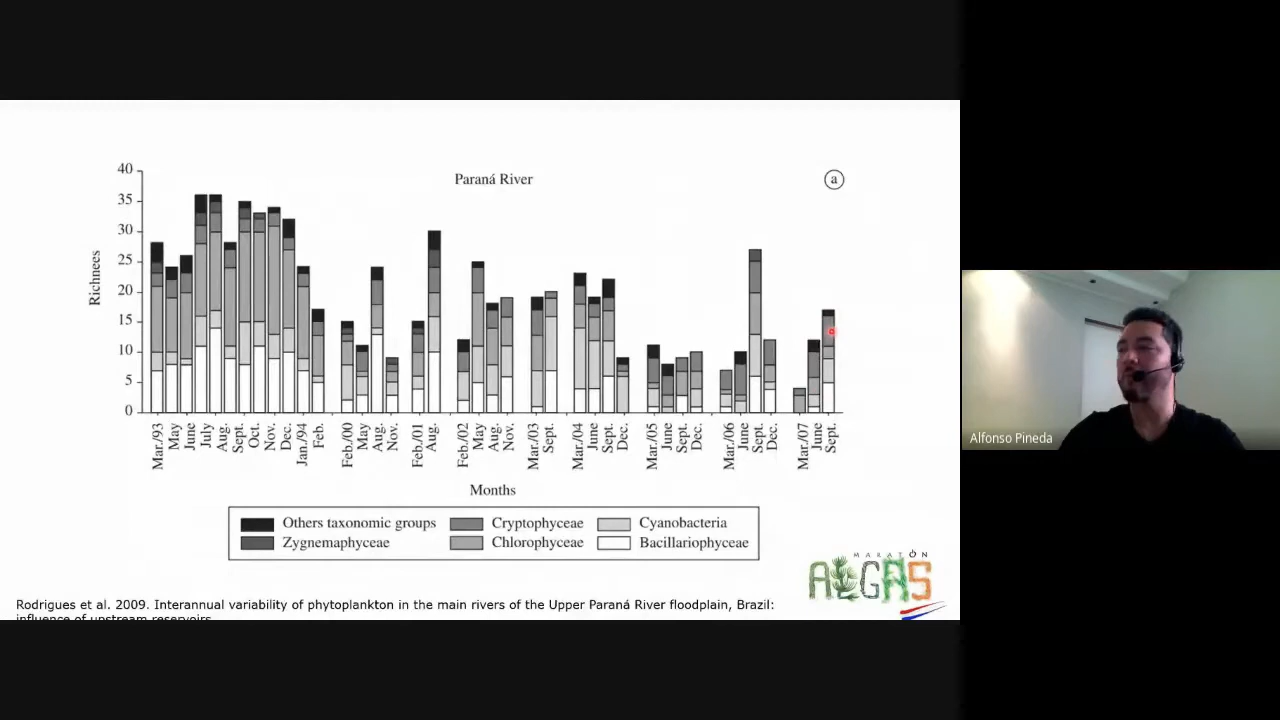 Paraná River
a
Richnees
40
35
30
25
20
15
10
5
0
Mar./93 May June July Aug. Sept. Oct. Nov. Dec. Jan./94 Feb. Feb./00 May Aug. Nov. Feb./01 Aug. Feb./02 May Aug. Nov. Mar./03 Sept. Mar./04 June Sept. Dec. Mar./05 June Sept. Dec. Mar./06 June Sept. Dec. Mar./07 June Sept.
Months
Others taxonomic groups Cryptophyceae Cyanobacteria
Zygnemaphyceae Chlorophyceae Bacillariophyceae
MARATÓN
ALGAS
Rodrigues et al. 2009. Interannual variability of phytoplankton in the main rivers of the Upper Paraná River floodplain, Brazil:
influence of upstream reservoirs
Alfonso Pineda